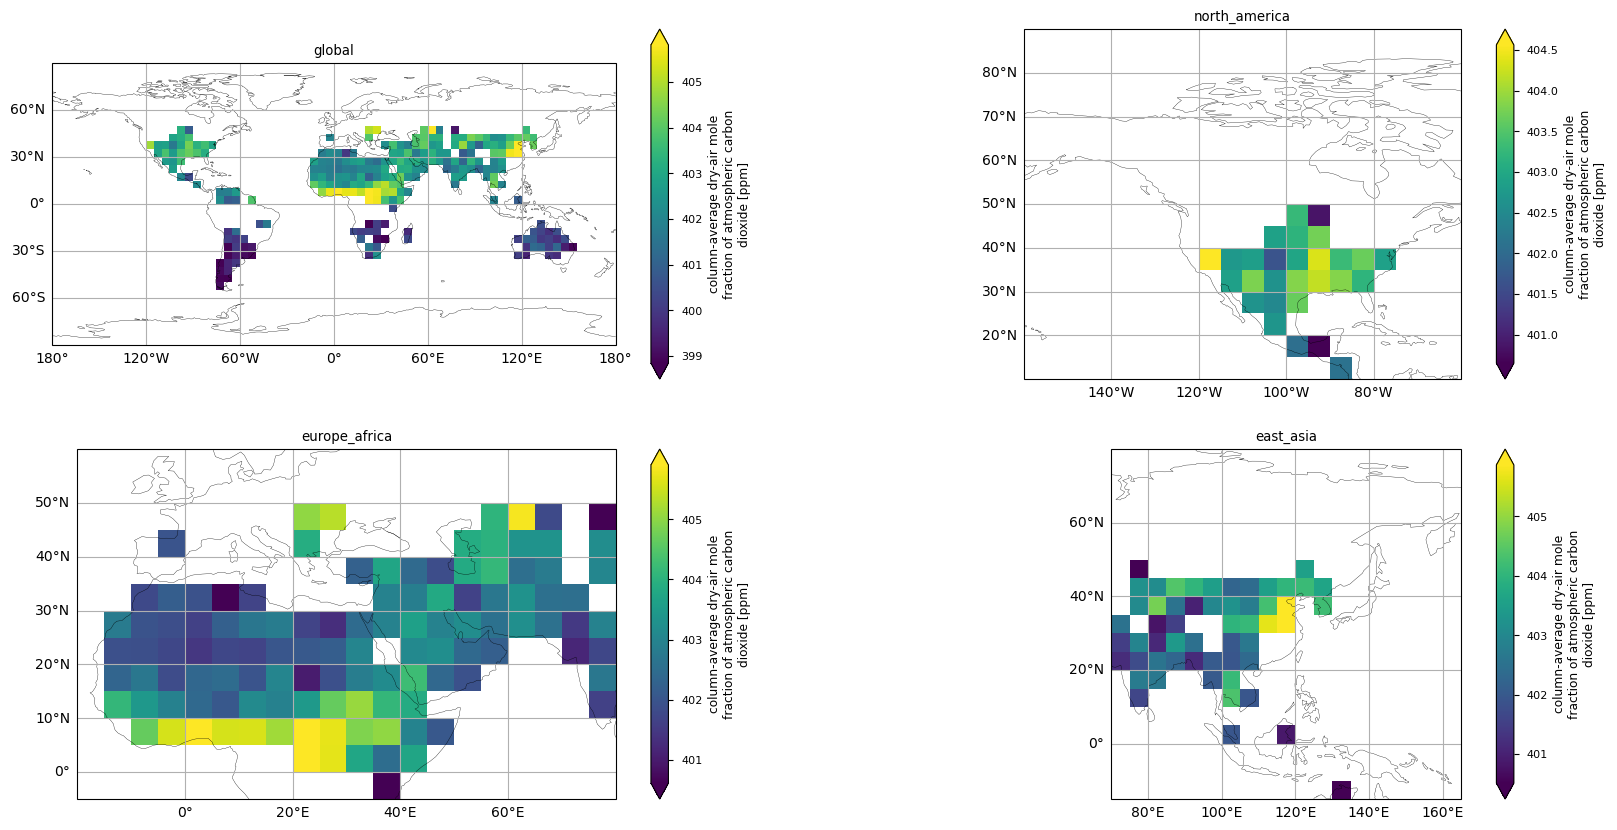 global
60°N
30°N
0°
30°S
60°S
180°
120°W
60°W
0°
60°E
120°E
180°
405
404
403
402
401
400
399
column-average dry-air mole
fraction of atmospheric carbon
dioxide [ppm]
north_america
80°N
70°N
60°N
50°N
40°N
30°N
20°N
140°W
120°W
100°W
80°W
404.5
404.0
403.5
403.0
402.5
402.0
401.5
401.0
column-average dry-air mole
fraction of atmospheric carbon
dioxide [ppm]
europe_africa
50°N
40°N
30°N
20°N
10°N
0°
0°
20°E
40°E
60°E
405
404
403
402
401
column-average dry-air mole
fraction of atmospheric carbon
dioxide [ppm]
east_asia
60°N
40°N
20°N
0°
80°E
100°E
120°E
140°E
160°E
405
404
403
402
401
column-average dry-air mole
fraction of atmospheric carbon
dioxide [ppm]